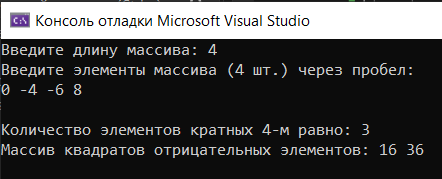 Консоль отладки Microsoft Visual Studio
Введите длину массива: 4
Введите элементы массива (4 шт.) через пробел:
0 -4 -6 8
Количество элементов кратных 4-м равно: 3
Массив квадратов отрицательных элементов: 16 36